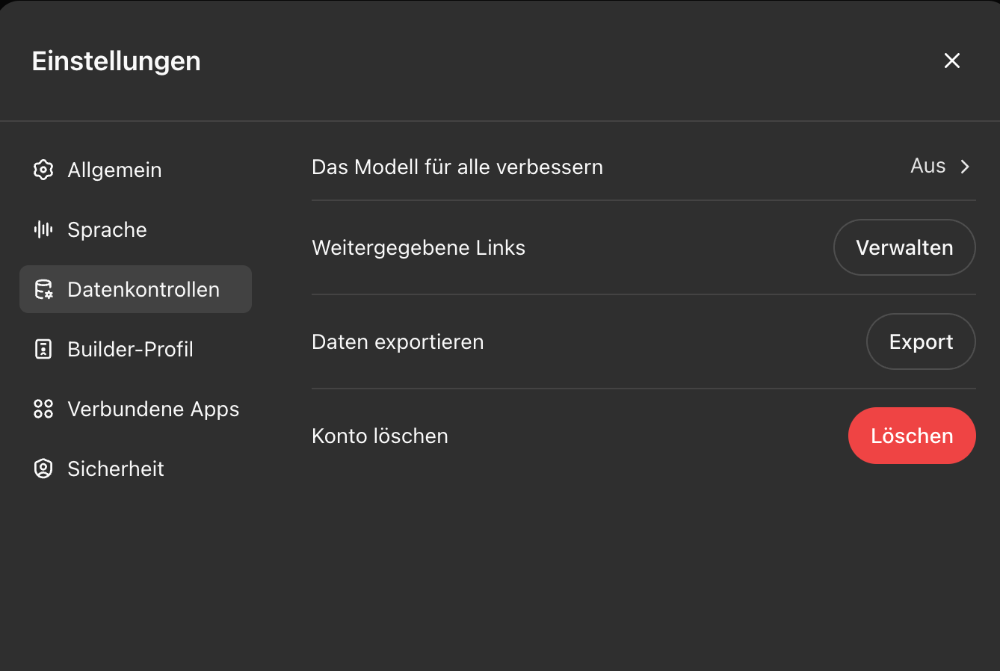 Einstellungen
Allgemein
Sprache
Datenkontrollen
Builder-Profil
Verbundene Apps
Sicherheit
Das Modell für alle verbessern
Aus
Weitergegebene Links
Verwalten
Daten exportieren
Export
Konto löschen
Löschen